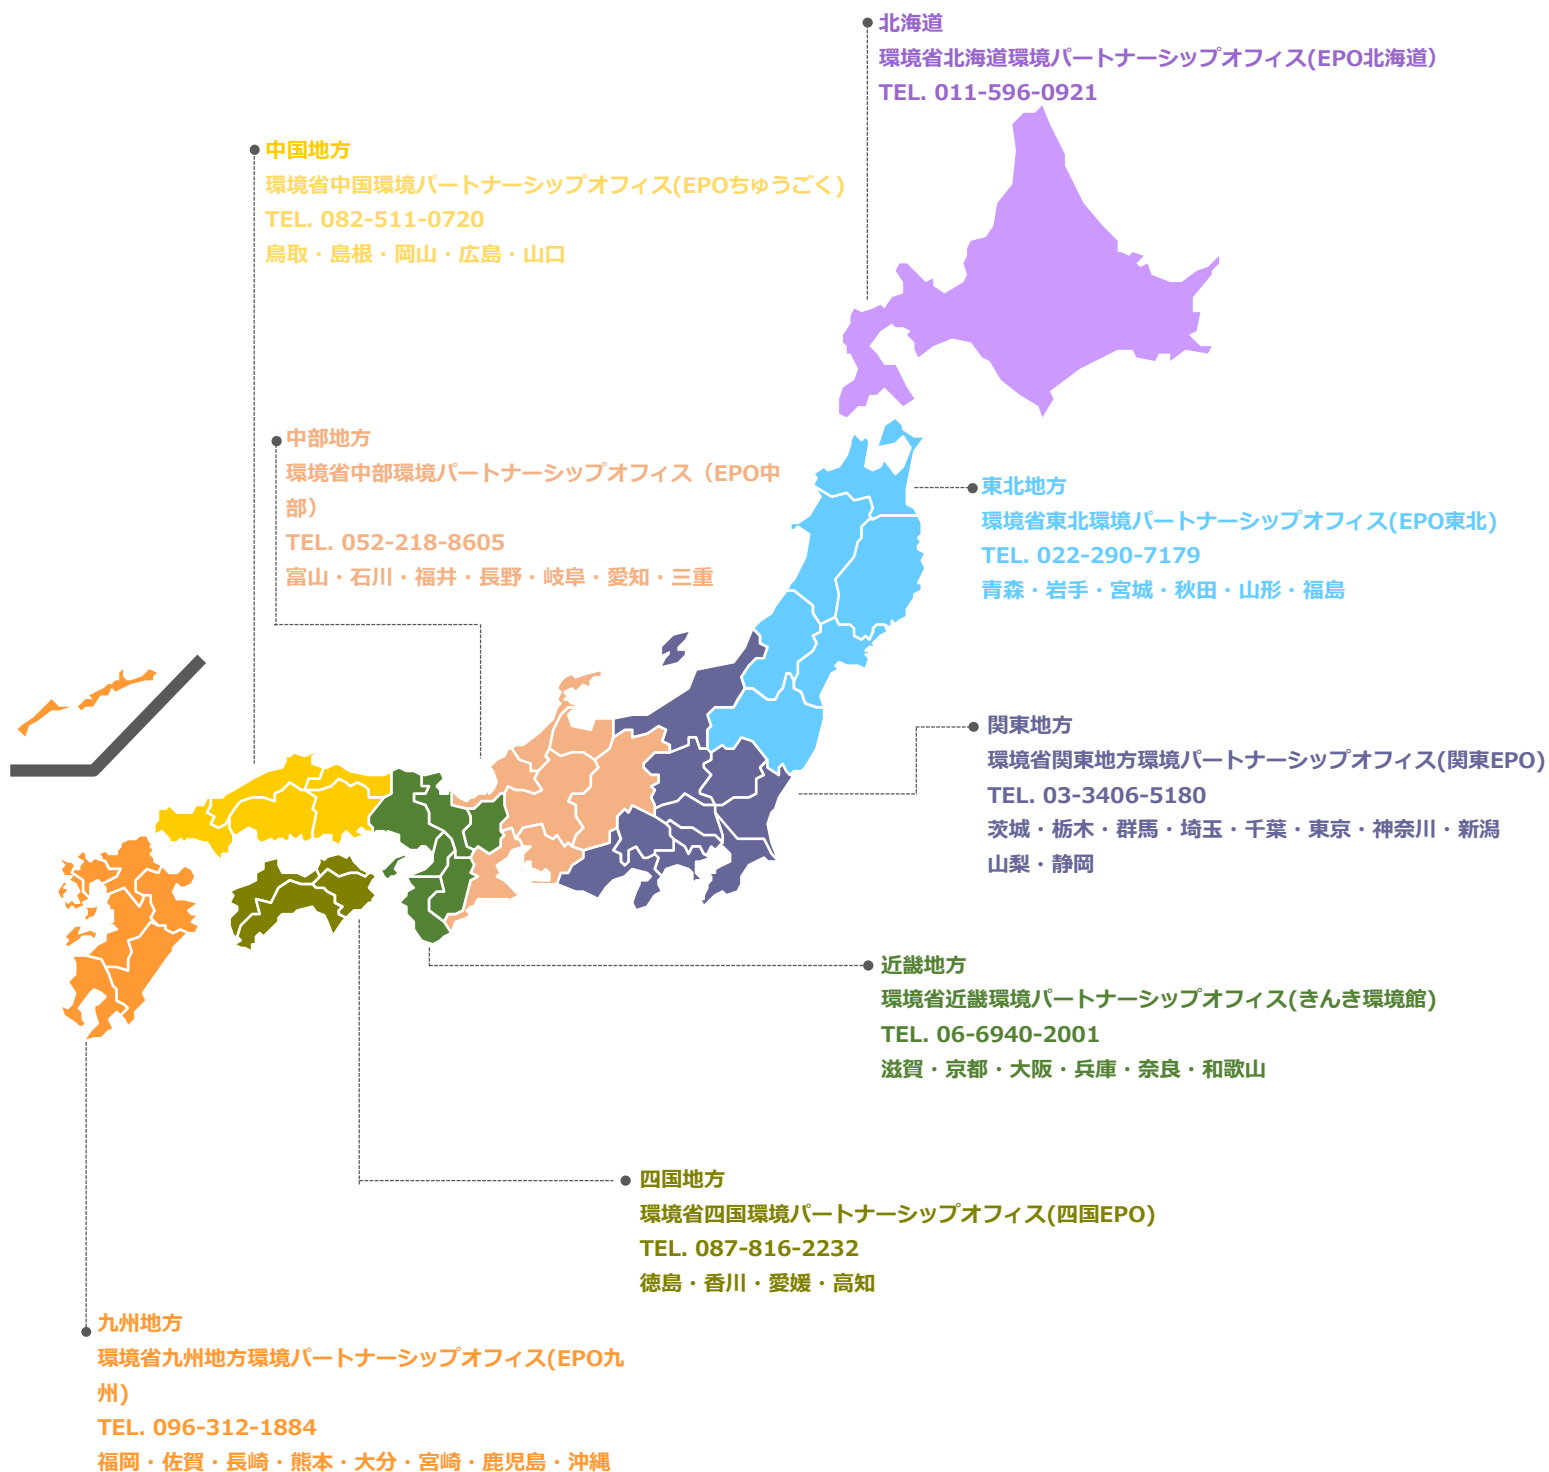 北海道
環境省北海道環境パートナーシップオフィス(EPO北海道）
TEL. 011-596-0921
中国地方
環境省中国環境パートナーシップオフィス(EPOちゅうごく)
TEL. 082-511-0720
鳥取・島根・岡山・広島・山口
中部地方
環境省中部環境パートナーシップオフィス（EPO中
部）
TEL. 052-218-8605
富山・石川・福井・長野・岐阜・愛知・三重
東北地方
環境省東北環境パートナーシップオフィス(EPO東北)
TEL. 022-290-7179
青森・岩手・宮城・秋田・山形・福島
関東地方
環境省関東地方環境パートナーシップオフィス(関東EPO)
TEL. 03-3406-5180
茨城・栃木・群馬・埼玉・千葉・東京・神奈川・新潟
山梨・静岡
近畿地方
環境省近畿環境パートナーシップオフィス(きんき環境館)
TEL. 06-6940-2001
滋賀・京都・大阪・兵庫・奈良・和歌山
四国地方
環境省四国環境パートナーシップオフィス(四国EPO)
TEL. 087-816-2232
徳島・香川・愛媛・高知
九州地方
環境省九州地方環境パートナーシップオフィス(EPO九
州)
TEL. 096-312-1884
福岡・佐賀・長崎・熊本・大分・宮崎・鹿児島・沖縄